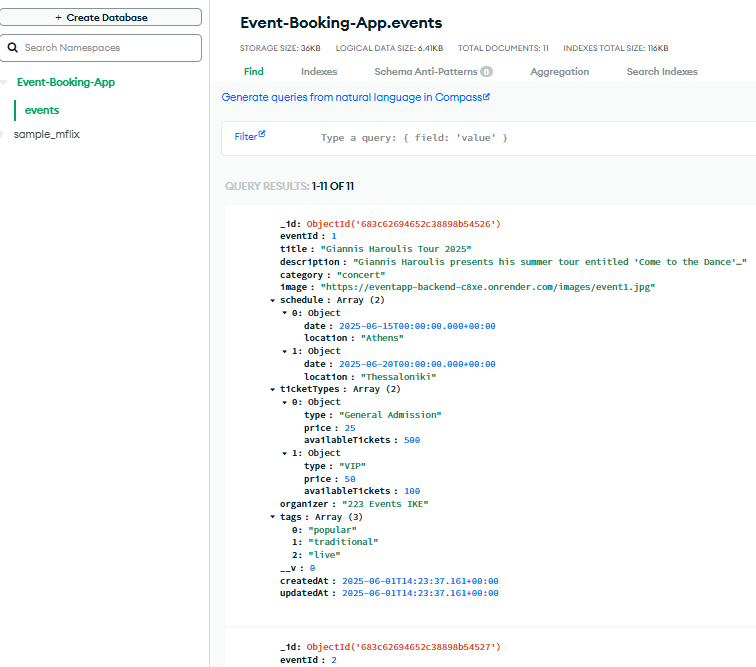 + Create Database
Search Namespaces
Event-Booking-App
events
sample_mflix
Event-Booking-App.events
STORAGE SIZE: 36KB LOGICAL DATA SIZE: 6.41KB TOTAL DOCUMENTS: 11 INDEXES TOTAL SIZE: 116KB
Find Indexes Schema Anti-Patterns 0 Aggregation Search Indexes
Generate queries from natural language in Compass
Filter Type a query: { field: 'value' }
QUERY RESULTS: 1-11 OF 11
_id: ObjectId('683c62694652c38898b54526')
eventId : 1
title : "Giannis Haroulis Tour 2025"
description : "Giannis Haroulis presents his summer tour entitled 'Come to the Dance'…"
category : "concert"
image : "https://eventapp-backend-c8xe.onrender.com/images/event1.jpg"
schedule : Array (2)
0: Object
date : 2025-06-15T00:00:00.000+00:00
location : "Athens"
1: Object
date : 2025-06-20T00:00:00.000+00:00
location : "Thessaloniki"
ticketTypes : Array (2)
0: Object
type : "General Admission"
price : 25
availableTickets : 500
1: Object
type : "VIP"
price : 50
availableTickets : 100
organizer : "223 Events IKE"
tags : Array (3)
0: "popular"
1: "traditional"
2: "live"
__v : 0
createdAt : 2025-06-01T14:23:37.161+00:00
updatedAt : 2025-06-01T14:23:37.161+00:00
_id: ObjectId('683c62694652c38898b54527')
eventId : 2